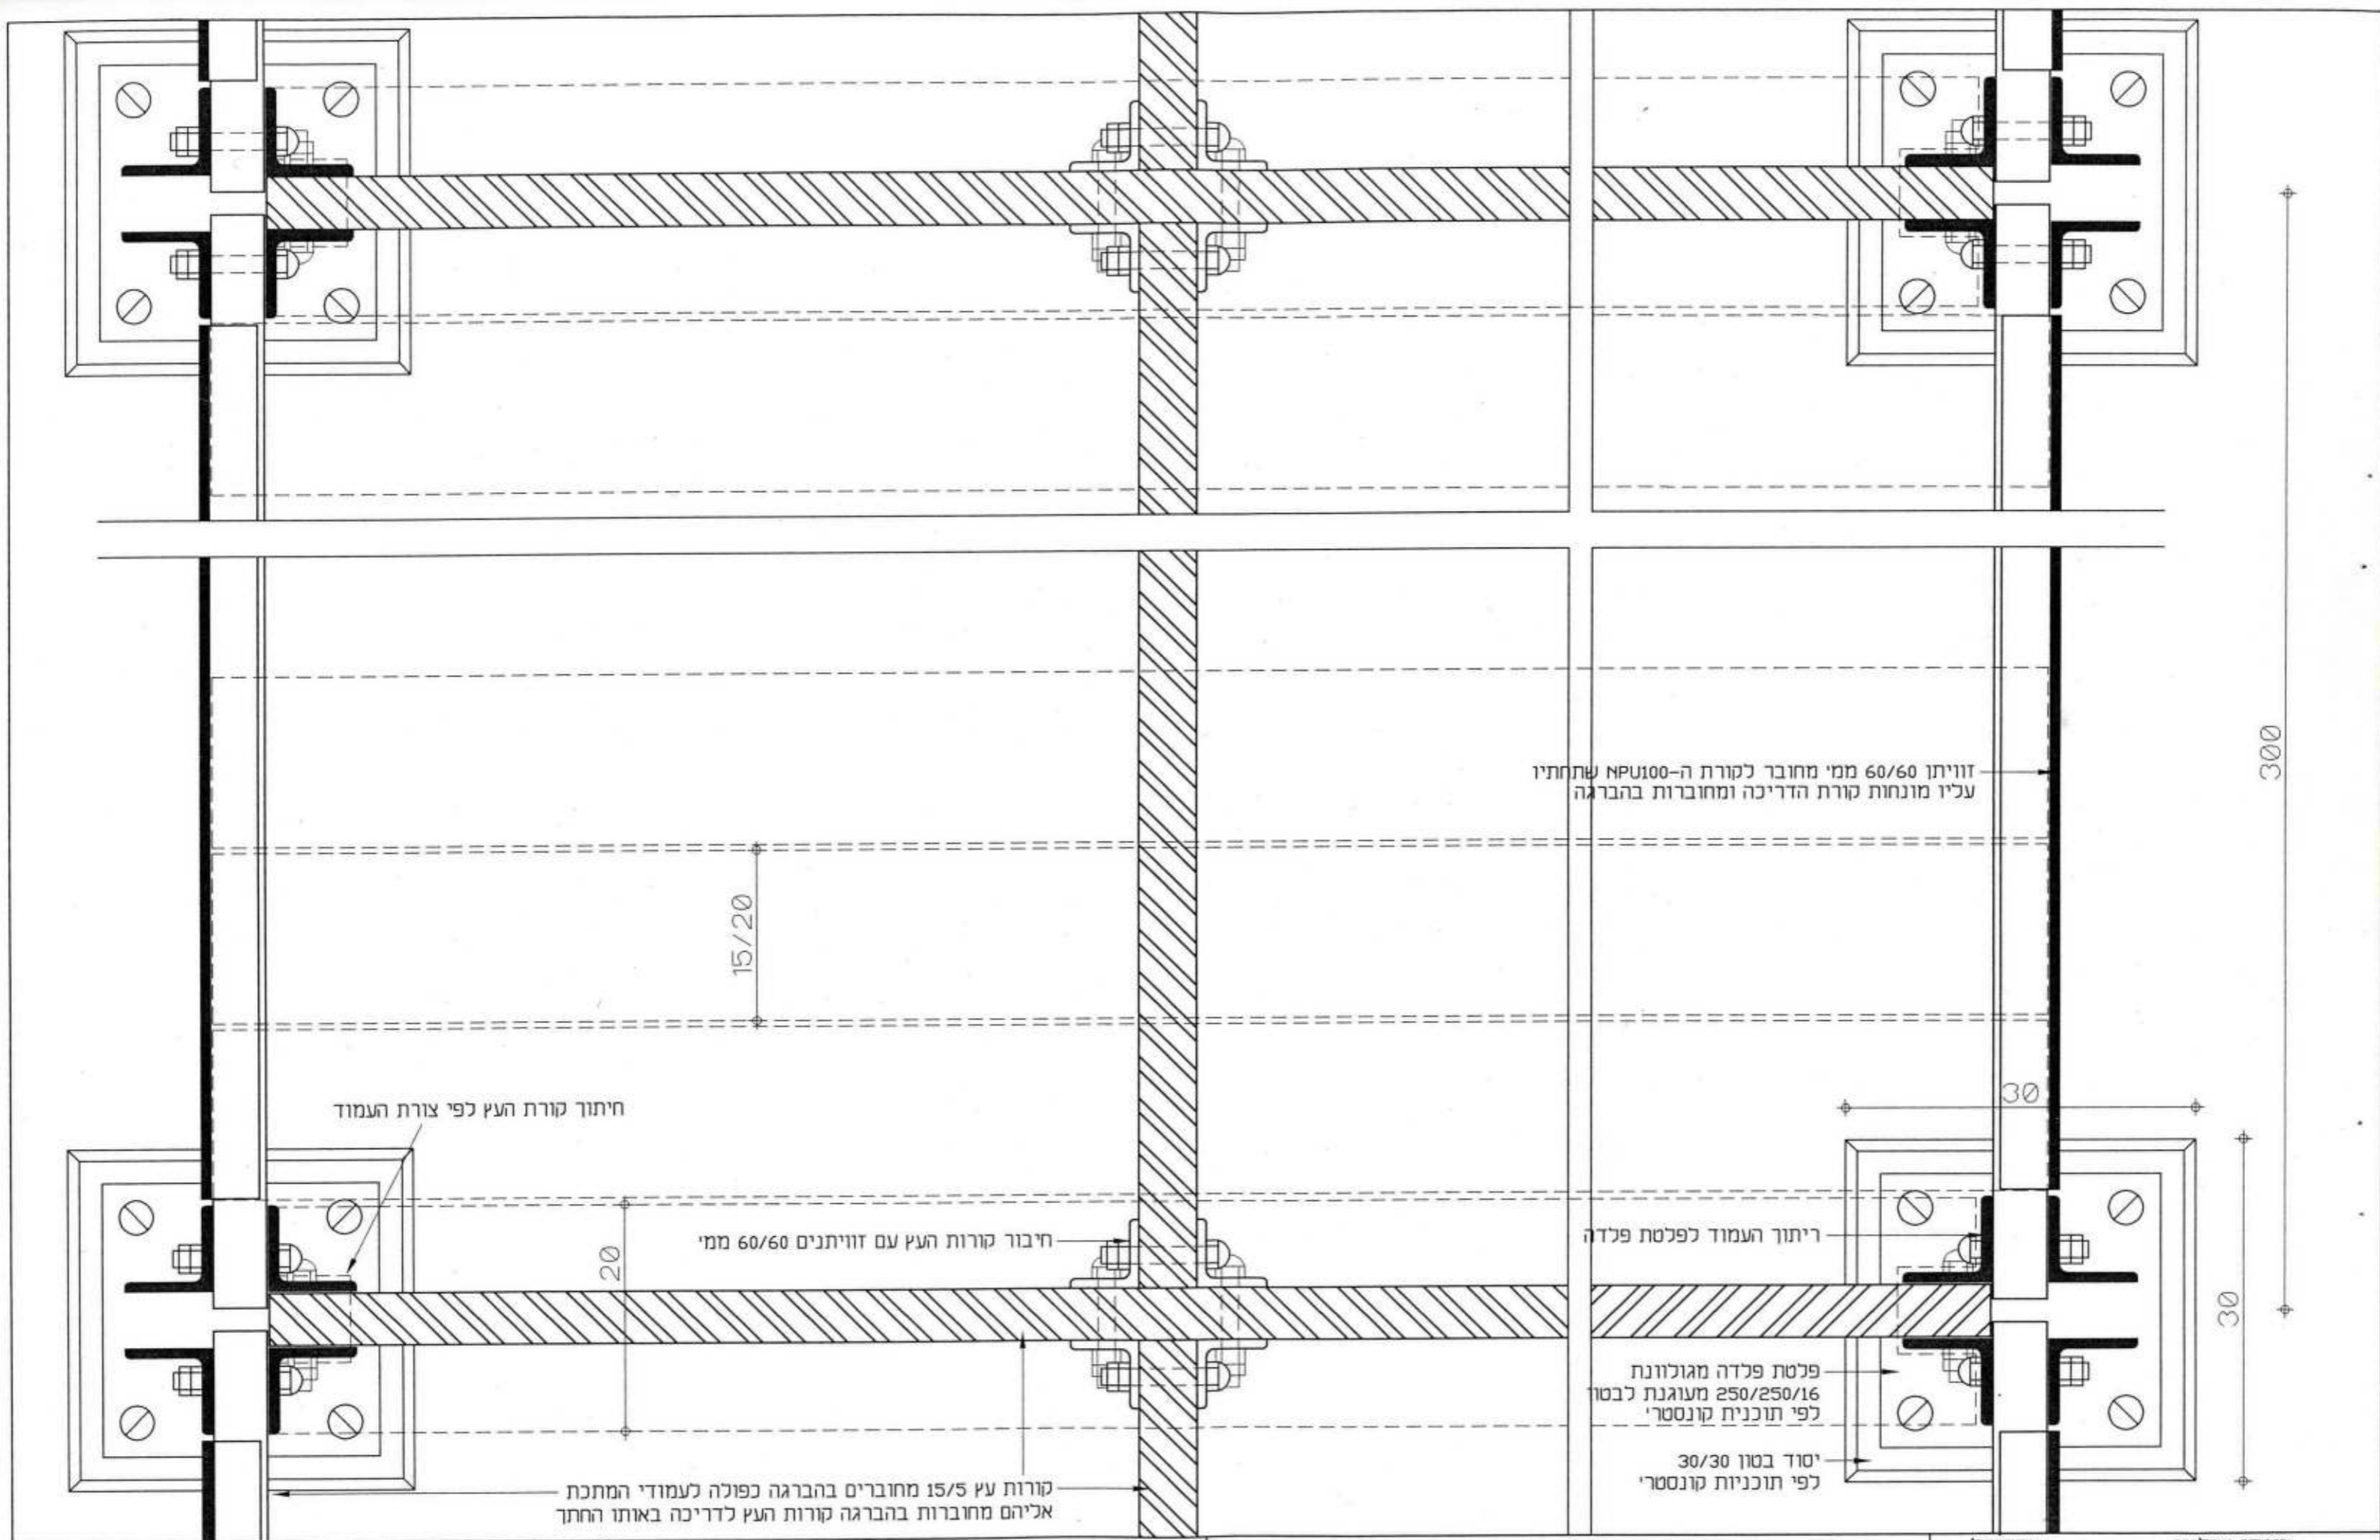 זוויתן 60/60 ממי מחובר לקורת ה-NPU100 שתחתיו
עליו מונחות קורת הדריכה ומחוברות בהברגה
300
15/20
30
חיתוך קורת העץ לפי צורת העמוד
חיבור קורות העץ עם זוויתנים 60/60 ממי
ריתוך העמוד לפלטת פלדה
20
30
פלטת פלדה מגולוונת
250/250/16 מעוגנת לבטון
לפי תוכנית קונסטרי
יסוד בטון 30/30
לפי תוכניות קונסטרי
קורות עץ 15/5 מחוברים בהברגה כפולה לעמודי המתכת
אליהם מחוברות בהברגה קורות העץ לדריכה באותו החתך